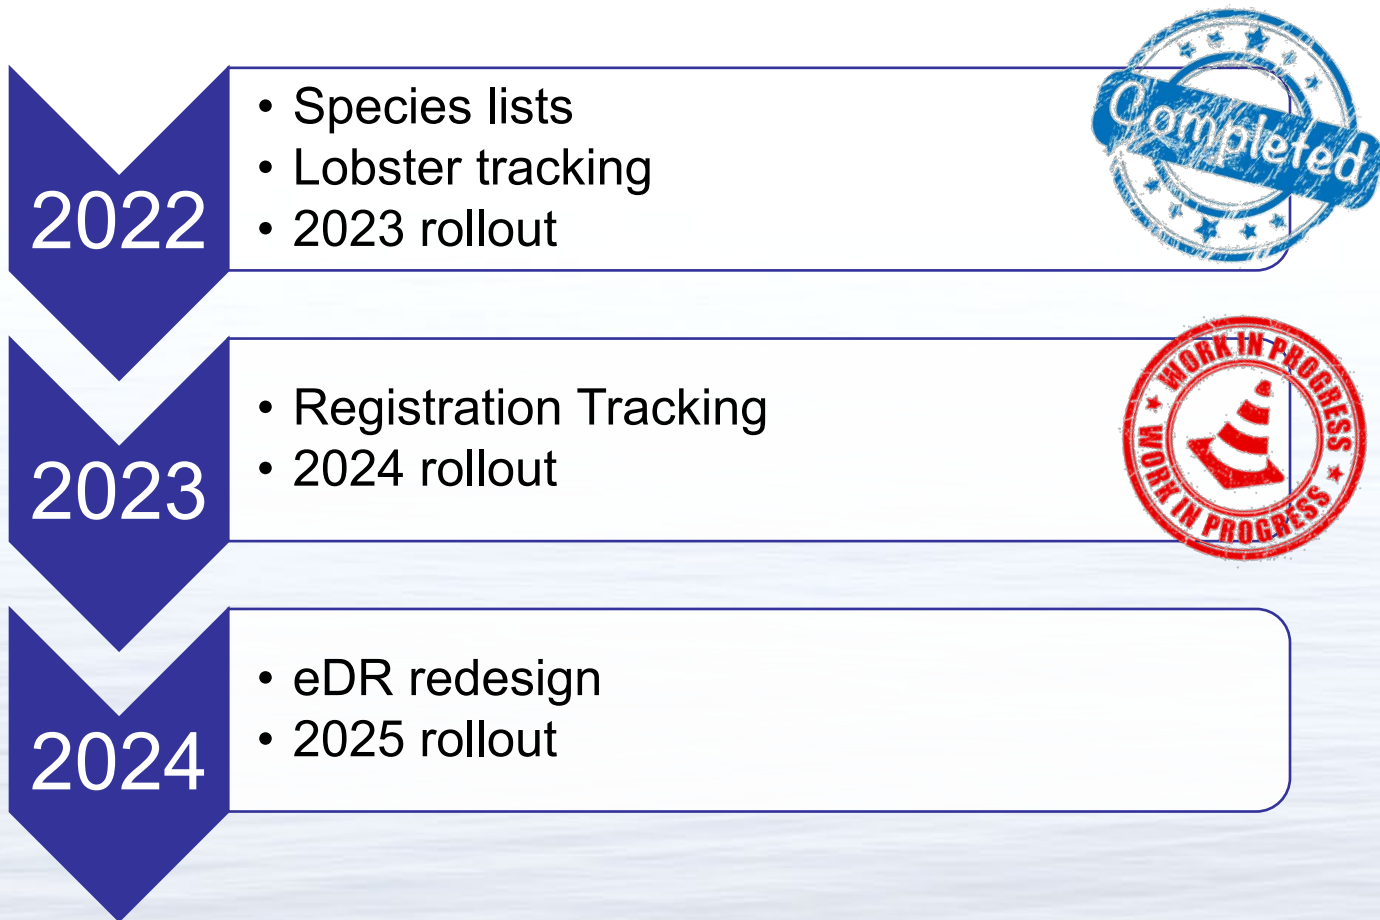 2022
• Species lists
• Lobster tracking
• 2023 rollout
Completed
2023
• Registration Tracking
• 2024 rollout
WORK IN PROGRESS
WORK IN PROGRESS
2024
• eDR redesign
• 2025 rollout